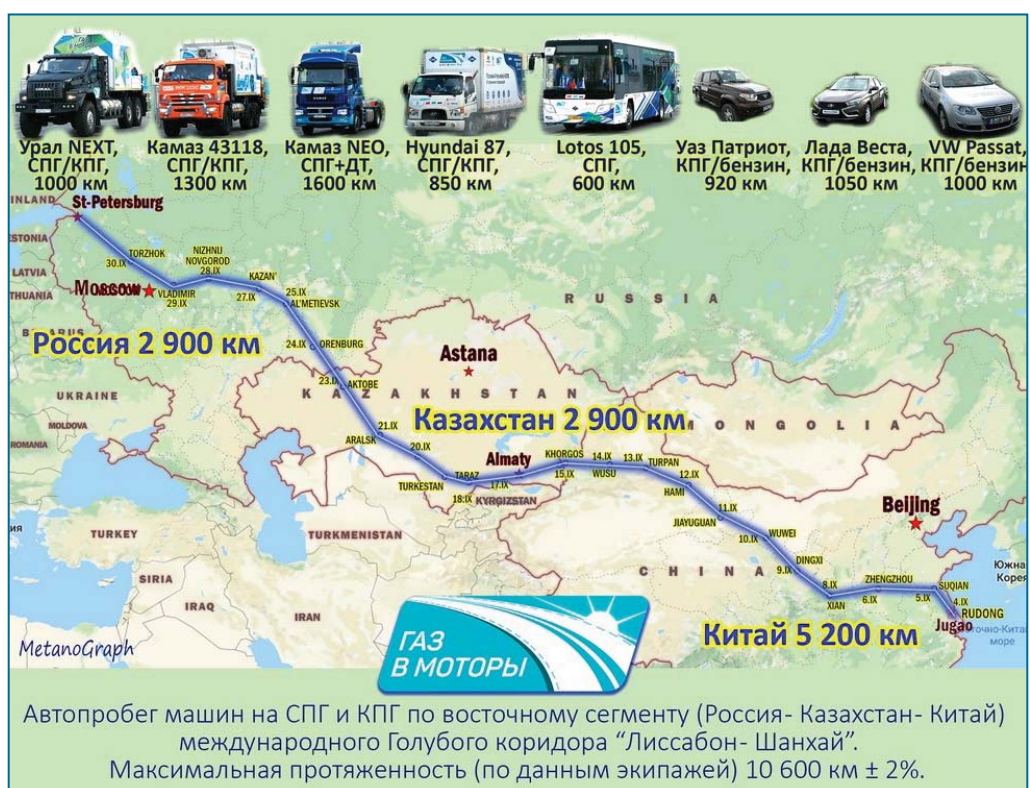 Урал NEXT,
СПГ/КПГ,
1000 км
Камаз 43118,
СПГ/КПГ,
1300 км
Камаз NEO,
СПГ+ДТ,
1600 км
Hyundai 87,
СПГ/КПГ,
850 км
Lotos 105,
СПГ,
600 км
Уаз Патриот,
КПГ/бензин,
920 км
Лада Веста,
КПГ/бензин,
1050 км
VW Passat,
КПГ/бензин
1000 км
INLAND
St-Petersburg
ESTONIA
LATVIA
THUANIA
TORZHOK
30.IX
NIZHNIJ
NOVGOROD
28.IX
Moscow
VLADIMIR
29.IX
KAZAN'
27.IX
25.IX
AL'METIEVSK
RUSSIA
Россия 2 900 км
24.IX
ORENBURG
Astana
23.IX
AKTOBE
KAZAKHSTAN
UKRAINE
MOLDOVA
ROMANIA
Казахстан 2 900 км
MONGOLIA
21.IX
ARALSK
20.IX
TURKESTAN
TARAZ
18.IX
Almaty
17.IX
KYRGYZSTAN
KHORGOS
15.IX
14.IX
WUSU
13.IX
TURPAN
12.IX
HAMI
11.IX
JIAYUGUAN
10.IX
WUWEI
9.IX
DINGXI
Beijing
TURKEY
TURKMENISTAN
SYRIA
IRAQ
IRAN
CHINA
8.IX
XIAN
ZHENGZHOU
6.IX
5.IX
SUQIAN
4.IX
RUDONG
Jugao
Южна
Коре
море
Китай 5 200 км
MetanoGraph
ГАЗ
В МОТОРЫ
Автопробег машин на СПГ и КПГ по восточному сегменту (Россия- Казахстан- Китай)
международного Голубого коридора “Лиссабон- Шанхай”.
Максимальная протяженность (по данным экипажей) 10 600 км ± 2%.